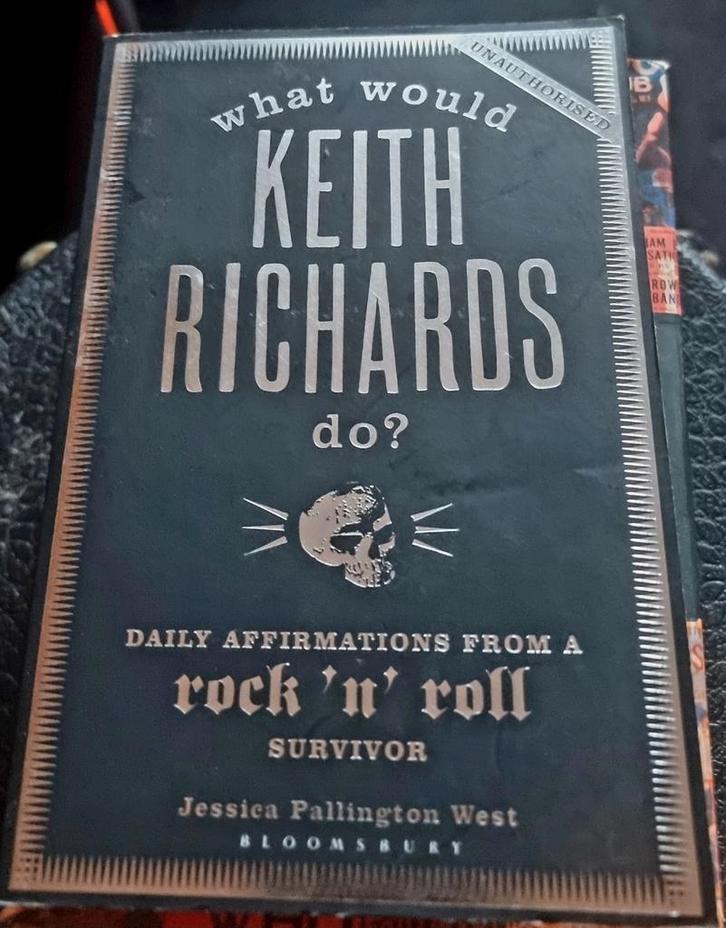 UNAUTHORISED
what would
KEITH
RICHARDS
do?
DAILY AFFIRMATIONS FROM A
rock 'n' roll
SURVIVOR
Jessica Pallington West
BLOOMSBURY